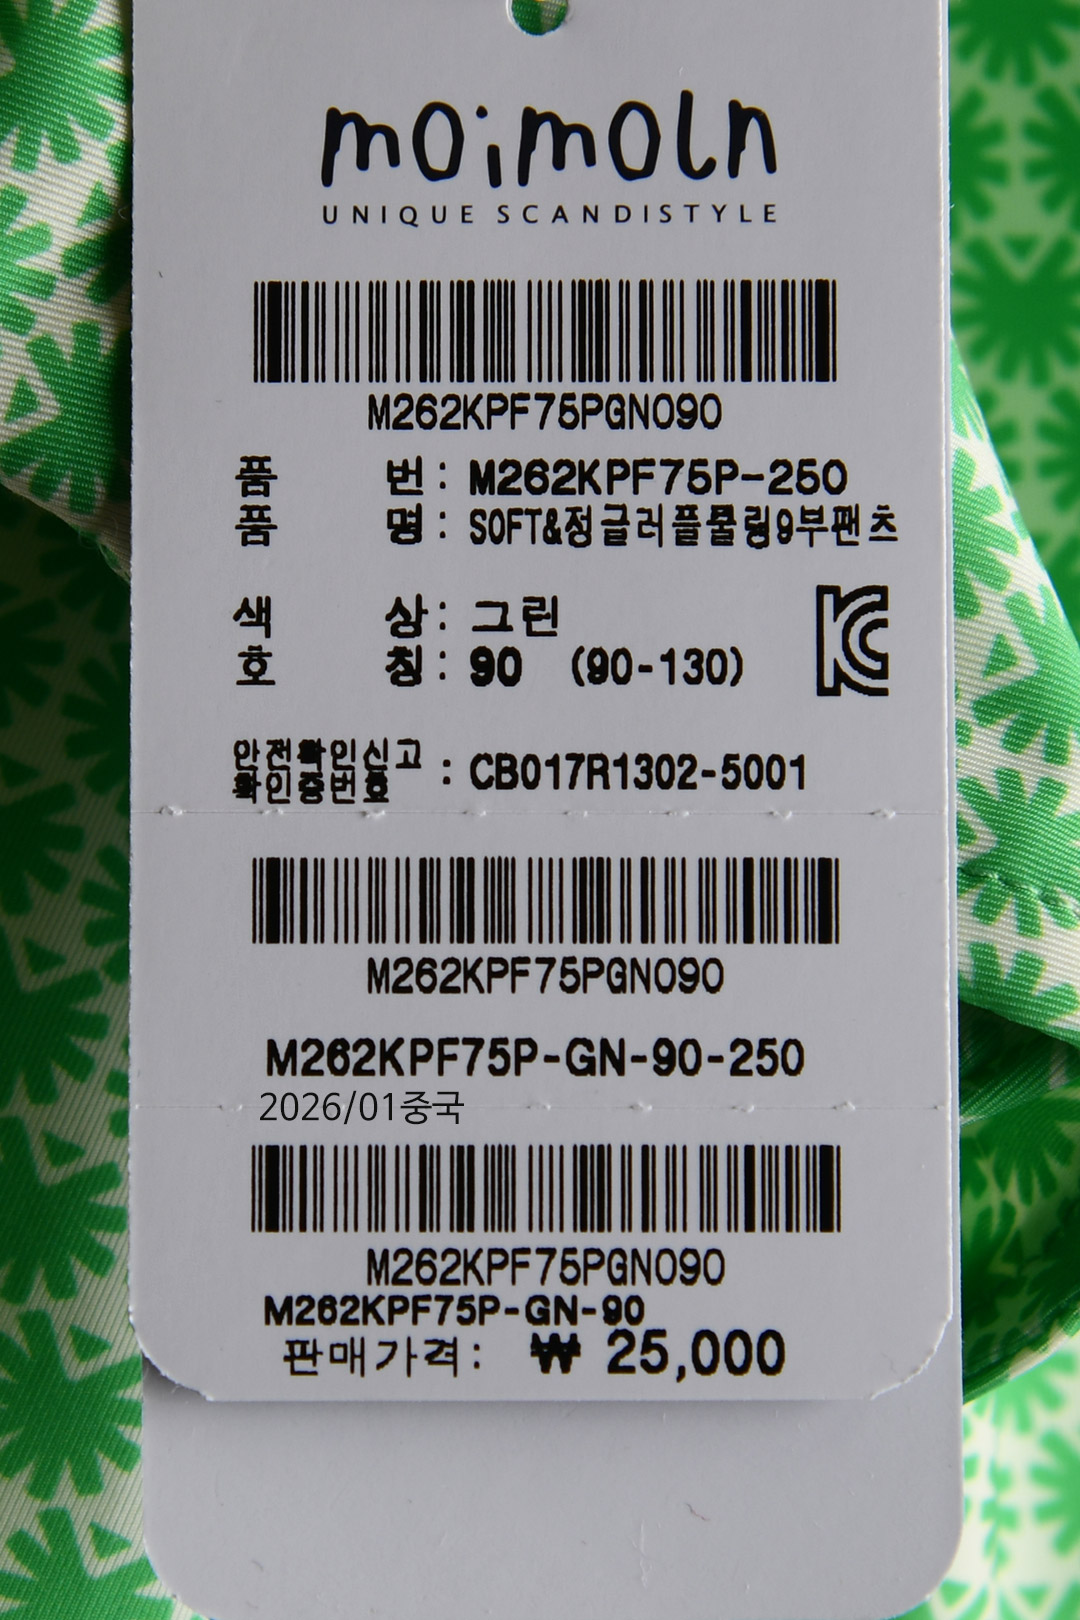 moimoln
UNIQUE SCANDISTYLE
M262KPF75PGN090
품 번 : M262KPF75P-250
품 명 : SOFT&정글러플쿨링9부팬츠
색 상 : 그린
호 칭 : 90 (90-130)
안전확인신고
확인증번호 : CB017R1302-5001
M262KPF75PGN090
M262KPF75P-GN-90-250
2026/01중국
M262KPF75PGN090
M262KPF75P-GN-90
판매가격 : ₩ 25,000